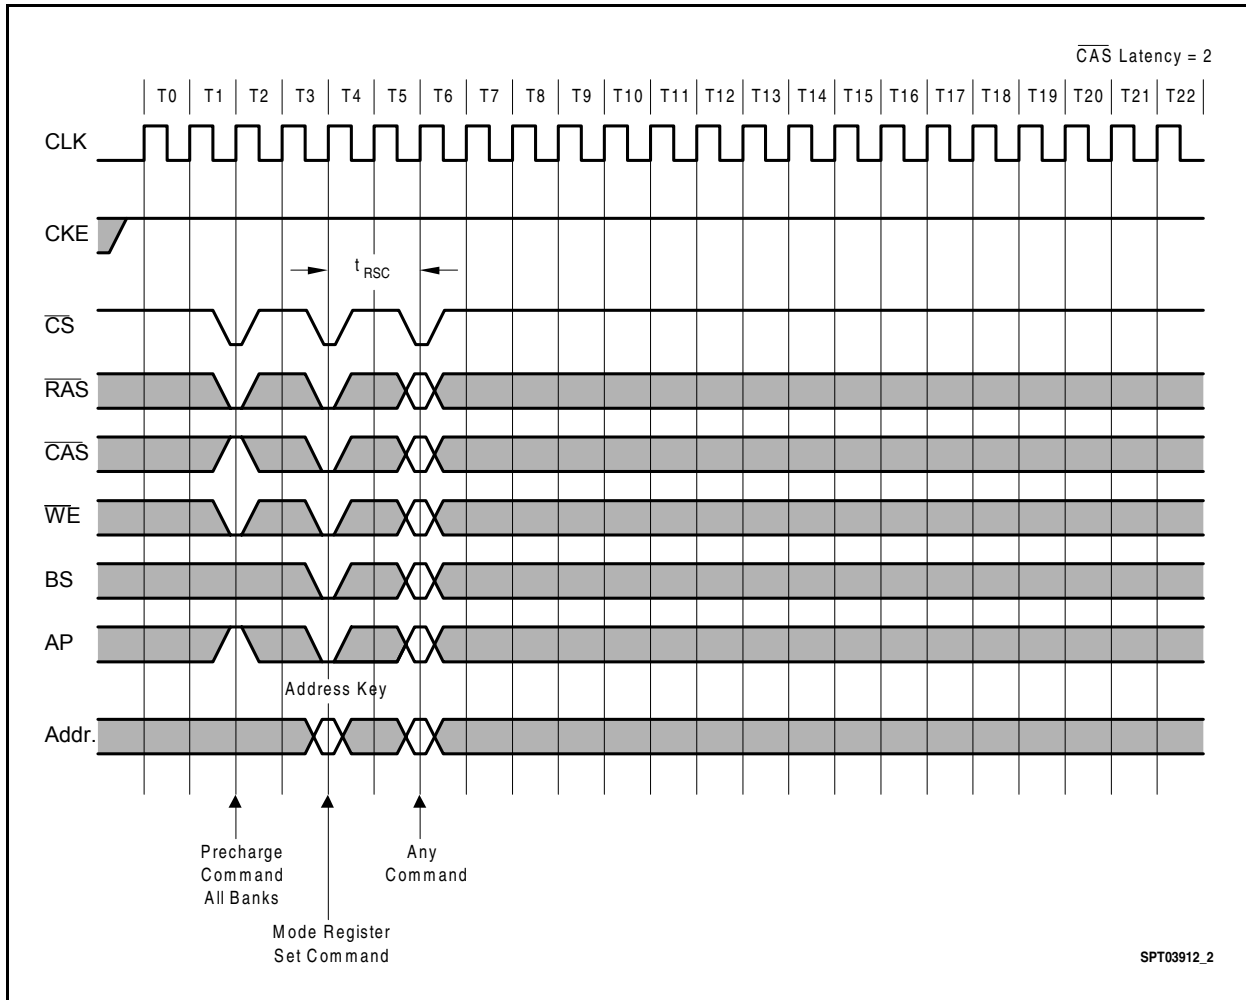 CAS Latency = 2
T0 T1 T2 T3 T4 T5 T6 T7 T8 T9 T10 T11 T12 T13 T14 T15 T16 T17 T18 T19 T20 T21 T22
CLK
CKE
t RSC
CS
RAS
CAS
WE
BS
AP
Address Key
Addr.
Precharge
Command
All Banks
Any
Command
Mode Register
Set Command
SPT03912_2